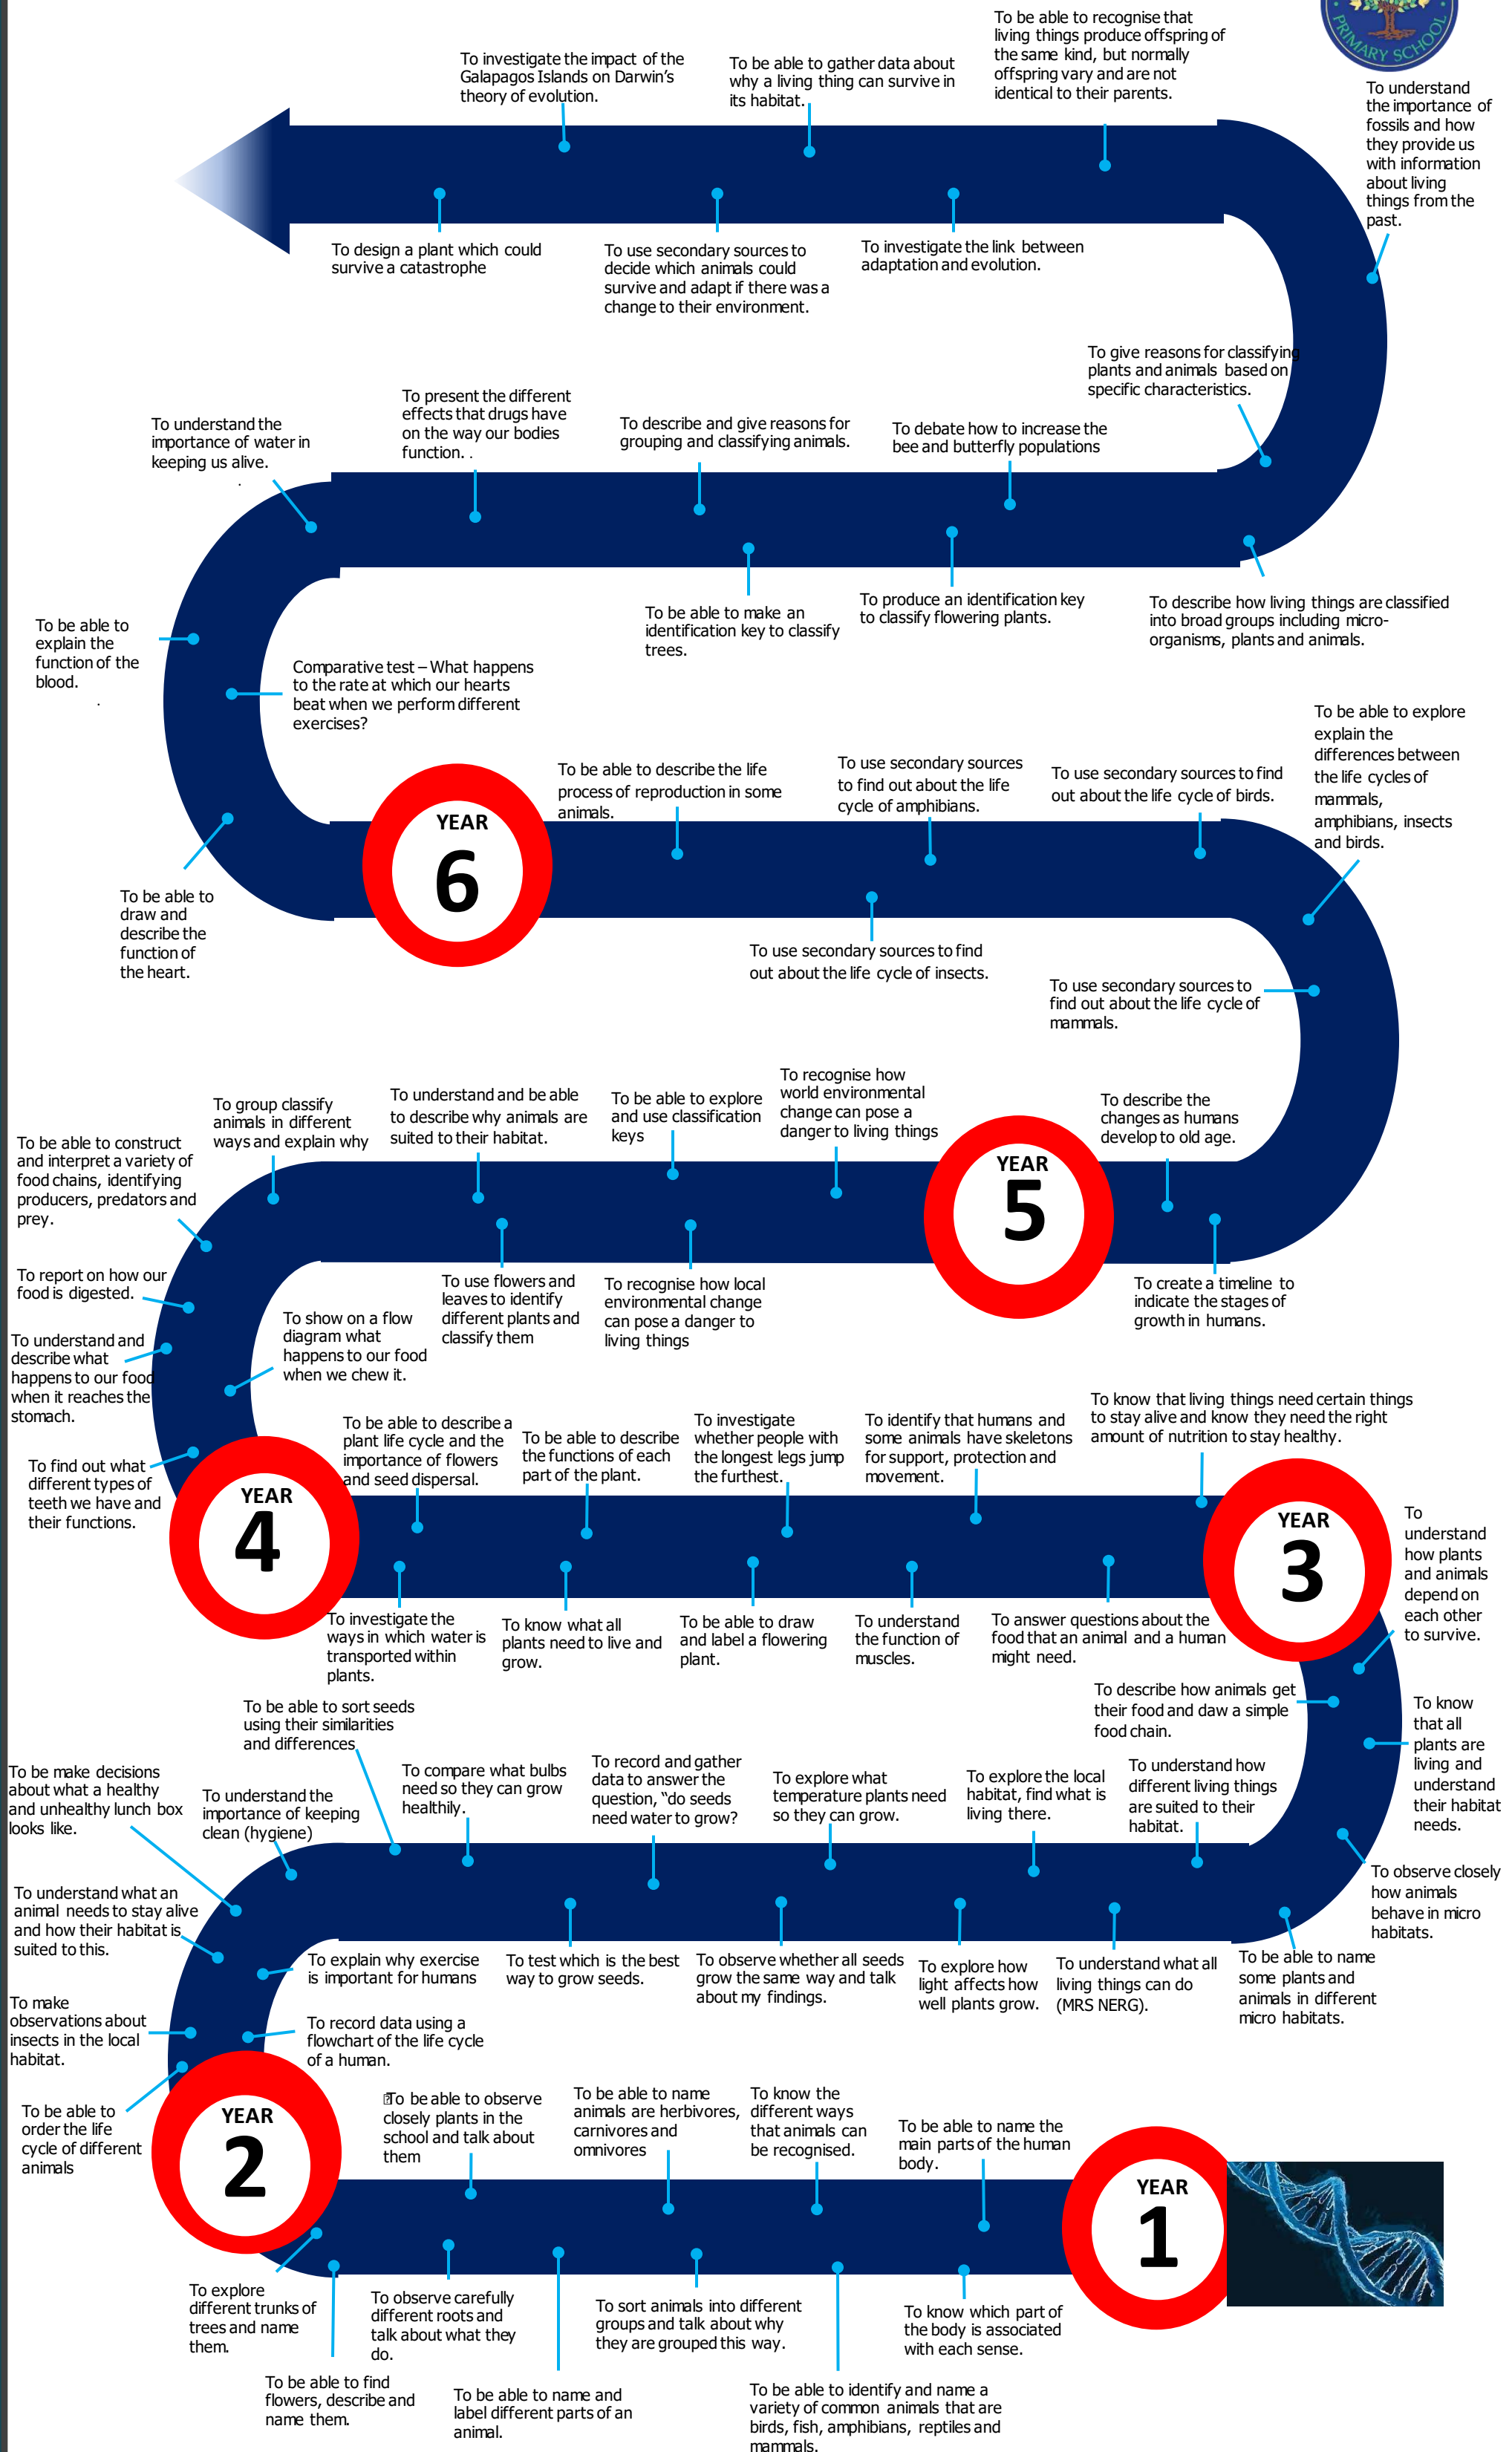 PRIMARY SCHOOL
To investigate the impact of the
Galapagos Islands on Darwin's
theory of evolution.
To be able to gather data about
why a living thing can survive in
its habitat.
To be able to recognise that
living things produce offspring of
the same kind, but normally
offspring vary and are not
identical to their parents.
To understand
the importance of
fossils and how
they provide us
with information
about living
things from the
past.
To design a plant which could
survive a catastrophe
To use secondary sources to
decide which animals could
survive and adapt if there was a
change to their environment.
To investigate the link between
adaptation and evolution.
To give reasons for classifying
plants and animals based on
specific characteristics.
To understand the
importance of water in
keeping us alive.
.
To present the different
effects that drugs have
on the way our bodies
function. .
To describe and give reasons for
grouping and classifying animals.
To debate how to increase the
bee and butterfly populations
To be able to make an
identification key to classify
trees.
To produce an identification key
to classify flowering plants.
To describe how living things are classified
into broad groups including micro-
organisms, plants and animals.
To be able to
explain the
function of the
blood.
.
Comparative test – What happens
to the rate at which our hearts
beat when we perform different
exercises?
To be able to
draw and
describe the
function of
the heart.
YEAR
6
To be able to describe the life
process of reproduction in some
animals.
To use secondary sources
to find out about the life
cycle of amphibians.
To use secondary sources to find
out about the life cycle of birds.
To be able to explore
explain the
differences between
the life cycles of
mammals,
amphibians, insects
and birds.
To use secondary sources to find
out about the life cycle of insects.
To use secondary sources to
find out about the life cycle of
mammals.
To be able to construct
and interpret a variety of
food chains, identifying
producers, predators and
prey.
To group classify
animals in different
ways and explain why
To understand and be able
to describe why animals are
suited to their habitat.
To be able to explore
and use classification
keys
To recognise how
world environmental
change can pose a
danger to living things
YEAR
5
To describe the
changes as humans
develop to old age.
To report on how our
food is digested.
To understand and
describe what
happens to our food
when it reaches the
stomach.
To show on a flow
diagram what
happens to our food
when we chew it.
To use flowers and
leaves to identify
different plants and
classify them
To recognise how local
environmental change
can pose a danger to
living things
To create a timeline to
indicate the stages of
growth in humans.
To find out what
different types of
teeth we have and
their functions.
YEAR
4
To be able to describe a
plant life cycle and the
importance of flowers
and seed dispersal.
To be able to describe
the functions of each
part of the plant.
To investigate
whether people with
the longest legs jump
the furthest.
To identify that humans and
some animals have skeletons
for support, protection and
movement.
To know that living things need certain things
to stay alive and know they need the right
amount of nutrition to stay healthy.
YEAR
3
To
understand
how plants
and animals
depend on
each other
to survive.
To investigate the
ways in which water is
transported within
plants.
To know what all
plants need to live and
grow.
To be able to draw
and label a flowering
plant.
To understand
the function of
muscles.
To answer questions about the
food that an animal and a human
might need.
To describe how animals get
their food and daw a simple
food chain.
To know
that all
plants are
living and
understand
their habitat
needs.
To be make decisions
about what a healthy
and unhealthy lunch box
looks like.
To understand the
importance of keeping
clean (hygiene)
To be able to sort seeds
using their similarities
and differences
To compare what bulbs
need so they can grow
healthily.
To record and gather
data to answer the
question, "do seeds
need water to grow?
To explore what
temperature plants need
so they can grow.
To explore the local
habitat, find what is
living there.
To understand how
different living things
are suited to their
habitat.
To observe closely
how animals
behave in micro
habitats.
To understand what an
animal needs to stay alive
and how their habitat is
suited to this.
To explain why exercise
is important for humans
To test which is the best
way to grow seeds.
To observe whether all seeds
grow the same way and talk
about my findings.
To explore how
light affects how
well plants grow.
To understand what all
living things can do
(MRS NERG).
To be able to name
some plants and
animals in different
micro habitats.
To make
observations about
insects in the local
habitat.
To record data using a
flowchart of the life cycle
of a human.
To be able to
order the life
cycle of different
animals
YEAR
2
To be able to observe
closely plants in the
school and talk about
them
To be able to name
animals are herbivores,
carnivores and
omnivores
To know the
different ways
that animals can
be recognised.
To be able to name the
main parts of the human
body.
YEAR
1
To explore
different trunks of
trees and name
them.
To be able to find
flowers, describe and
name them.
To observe carefully
different roots and
talk about what they
do.
To be able to name and
label different parts of an
animal.
To sort animals into different
groups and talk about why
they are grouped this way.
To be able to identify and name a
variety of common animals that are
birds, fish, amphibians, reptiles and
mammals.
To know which part of
the body is associated
with each sense.